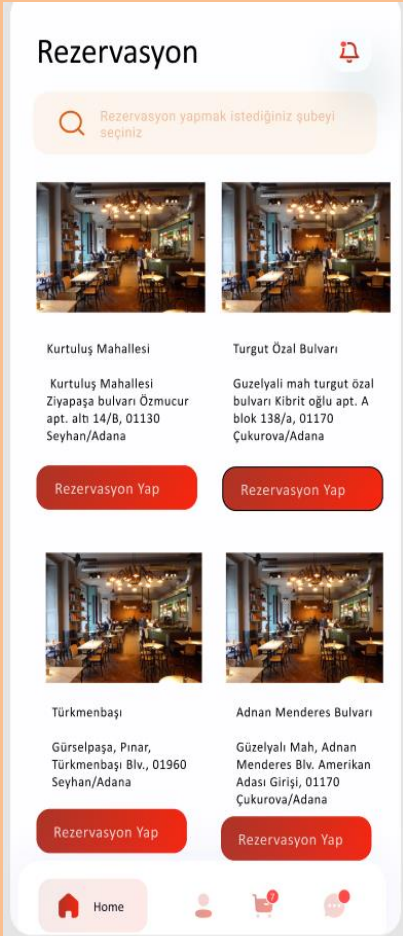 Rezervasyon
Rezervasyon yapmak istediğiniz şubeyi
seçiniz
Kurtuluş Mahallesi
Kurtuluş Mahallesi
Ziyapaşa bulvarı Özmucur
apt. altı 14/B, 01130
Seyhan/Adana
Rezervasyon Yap
Turgut Özal Bulvarı
Guzelyali mah turgut özal
bulvarı Kibrit oğlu apt. A
blok 138/a, 01170
Çukurova/Adana
Rezervasyon Yap
Türkmenbaşı
Gürselpaşa, Pınar,
Türkmenbaşı Blv., 01960
Seyhan/Adana
Rezervasyon Yap
Adnan Menderes Bulvarı
Güzelyalı Mah, Adnan
Menderes Blv. Amerikan
Adası Girişi, 01170
Çukurova/Adana
Rezervasyon Yap
Home
7